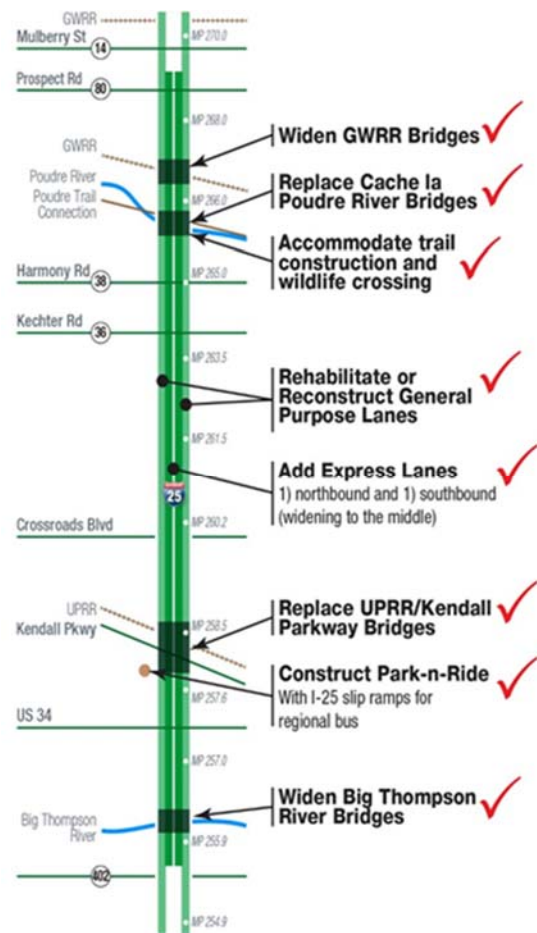 GWRR
Mulberry St
14
MP 270.0
Prospect Rd
80
MP 268.0
Widen GWRR Bridges
GWRR
Poudre River
Poudre Trail
Connection
MP 266.0
Replace Cache la
Poudre River Bridges
Accommodate trail
construction and
wildlife crossing
Harmony Rd
38
MP 265.0
Kechter Rd
36
MP 263.5
Rehabilitate or
Reconstruct General
Purpose Lanes
MP 261.5
Add Express Lanes
1) northbound and 1) southbound
(widening to the middle)
25
MP 260.2
Crossroads Blvd
UPRR
Kendall Pkwy
MP 258.5
Replace UPRR/Kendall
Parkway Bridges
Construct Park-n-Ride
With I-25 slip ramps for
regional bus
MP 257.6
US 34
MP 257.0
Widen Big Thompson
River Bridges
Big Thompson
River
MP 255.9
402
MP 254.9